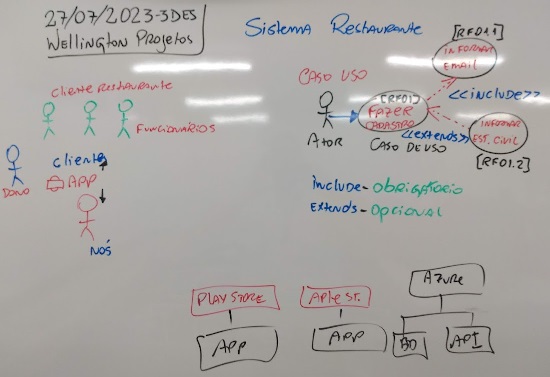 27/07/2023-3DES
Wellington Projetos
Sistema Restaurante
[RF01.1]
INFORMAR
EMAIL
Cliente RESTAURANTE
FUNCIONÁRIOS
CASO USO
[RF01]
FAZER
CADASTRO
<<include>>
<<extends>>
INFORMAR
EST. CIVIL
[RF01.2]
Ator
CASO DE USO
DONO
cliente
APP
NÓS
include - OBRIGATÓRIO
Extends - Opcional
PLAY STORE
APP
APLE ST.
APP
AZURE
BD
API